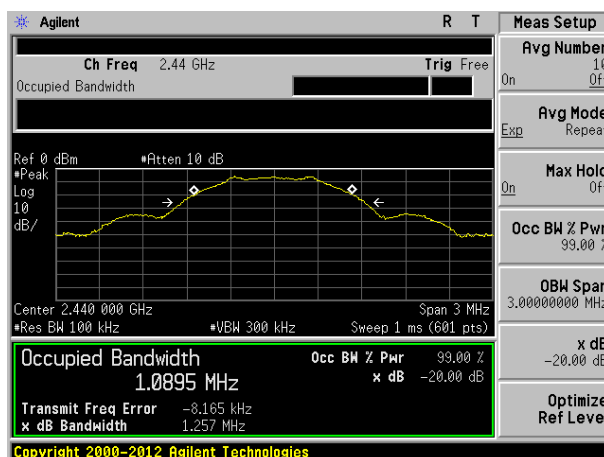 Agilent R T Meas Setup
Ch Freq 2.44 GHz Trig Free
Occupied Bandwidth
Ref 0 dBm #Atten 10 dB
#Peak
Log
10
dB/
Center 2.440 000 GHz Span 3 MHz
#Res BW 100 kHz #VBW 300 kHz Sweep 1 ms (601 pts)
Occupied Bandwidth Occ BW % Pwr 99.00 %
1.0895 MHz x dB -20.00 dB
Transmit Freq Error -8.165 kHz
x dB Bandwidth 1.257 MHz
Copyright 2000-2012 Agilent Technologies
Avg Number
10
On Off
Avg Mode
Exp Repeat
Max Hold
On Off
Occ BW % Pwr
99.00 %
OBW Span
3.00000000 MHz
x dB
-20.00 dB
Optimize
Ref Level